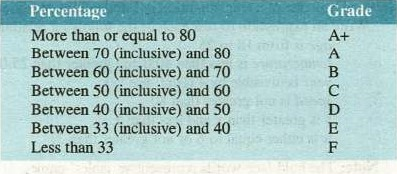 Percentage Grade
More than or equal to 80 A+
Between 70 (inclusive) and 80 A
Between 60 (inclusive) and 70 B
Between 50 (inclusive) and 60 C
Between 40 (inclusive) and 50 D
Between 33 (inclusive) and 40 E
Less than 33 F